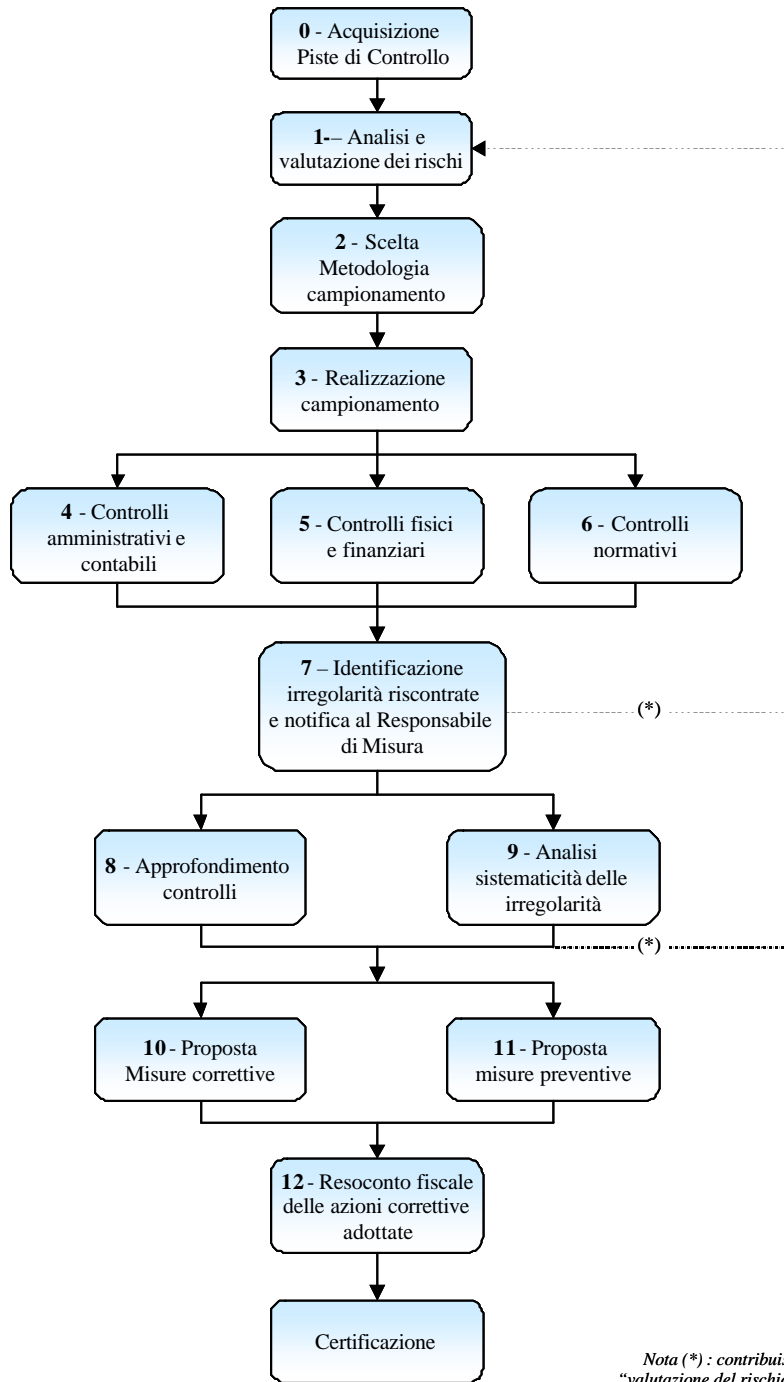 0 - Acquisizione
Piste di Controllo
1-– Analisi e
valutazione dei rischi
2 - Scelta
Metodologia
campionamento
3 - Realizzazione
campionamento
4 - Controlli
amministrativi e
contabili
5 - Controlli fisici
e finanziari
6 - Controlli
normativi
7 – Identificazione
irregolarità riscontrate
e notifica al Responsabile
di Misura
(*)
8 - Approfondimento
controlli
9 - Analisi
sistematicità delle
irregolarità
(*)
10 - Proposta
Misure correttive
11 - Proposta
misure preventive
12 - Resoconto fiscale
delle azioni correttive
adottate
Certificazione
Nota (*) : contribuis
“valutazione del rischio